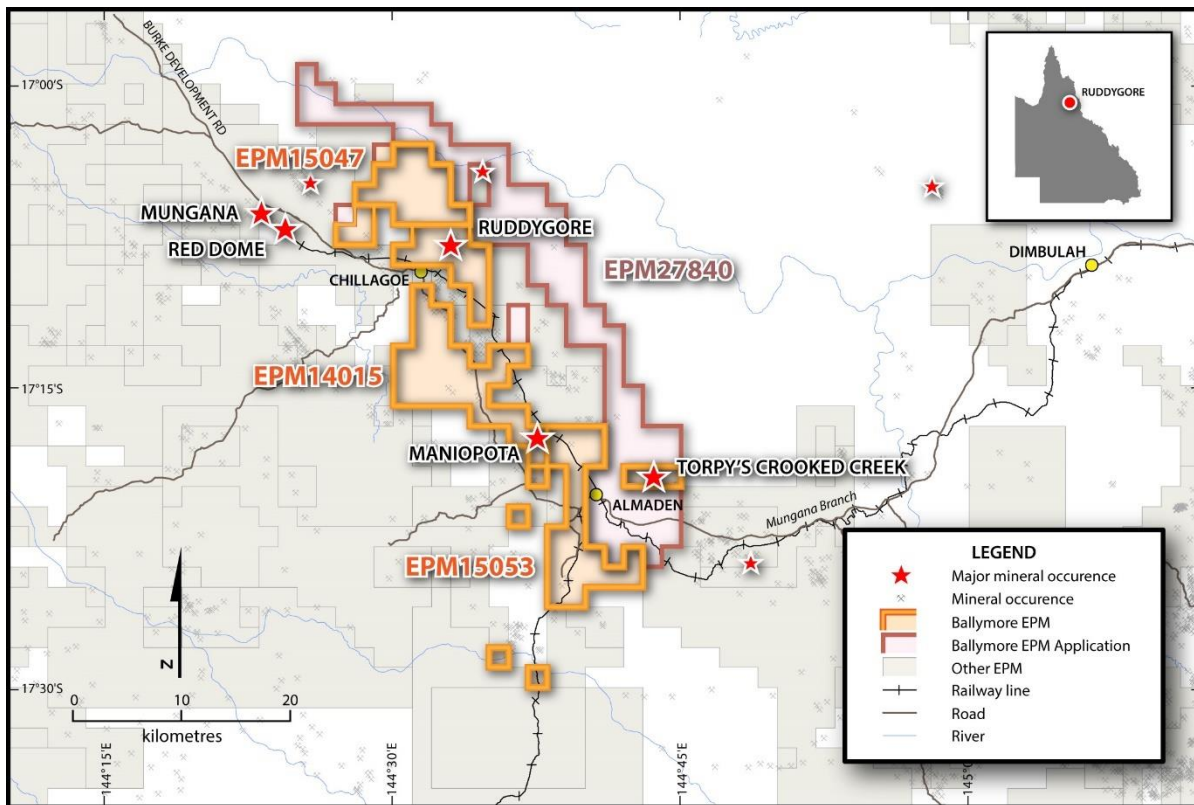 BURKE DEVELOPMENT RD
RUDDYGORE
17°00'S
EPM15047
MUNGANA
RED DOME
RUDDYGORE
CHILLAGOE
EPM27840
DIMBULAH
17°15'S
EPM14015
MANIOPOTA
TORPY'S CROOKED CREEK
ALMADEN
Mungana Branch
EPM15053
LEGEND
Major mineral occurence
Mineral occurence
Ballymore EPM
Ballymore EPM Application
Other EPM
Railway line
Road
River
N
17°30'S
0 10 20
kilometres
144°15'E
144°30'E
144°45'E